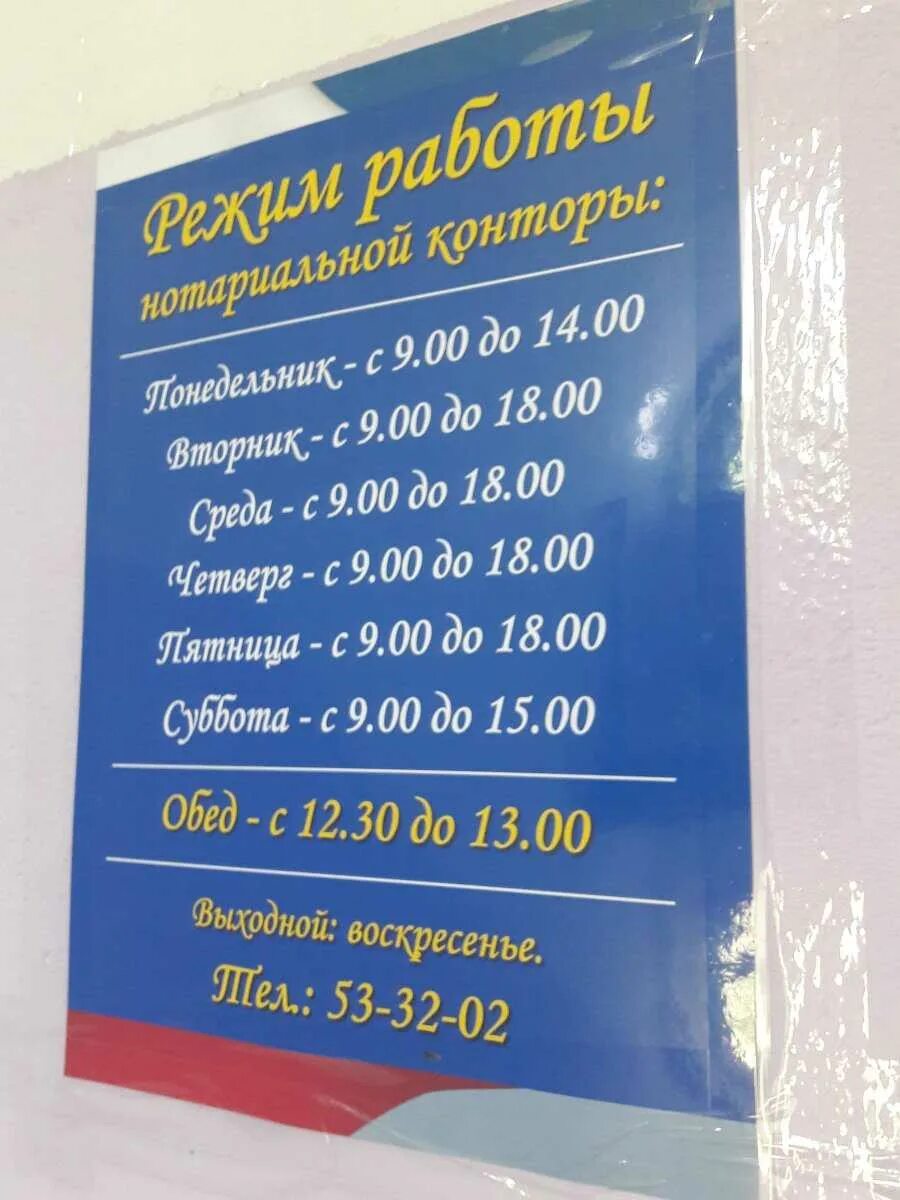 Режим работы
нотариальной конторы:
Понедельник - с 9.00 до 14.00
Вторник - с 9.00 до 18.00
Среда - с 9.00 до 18.00
Четверг - с 9.00 до 18.00
Пятница - с 9.00 до 18.00
Суббота - с 9.00 до 15.00
Обед - с 12.30 до 13.00
Выходной: воскресенье.
Тел.: 53-32-02